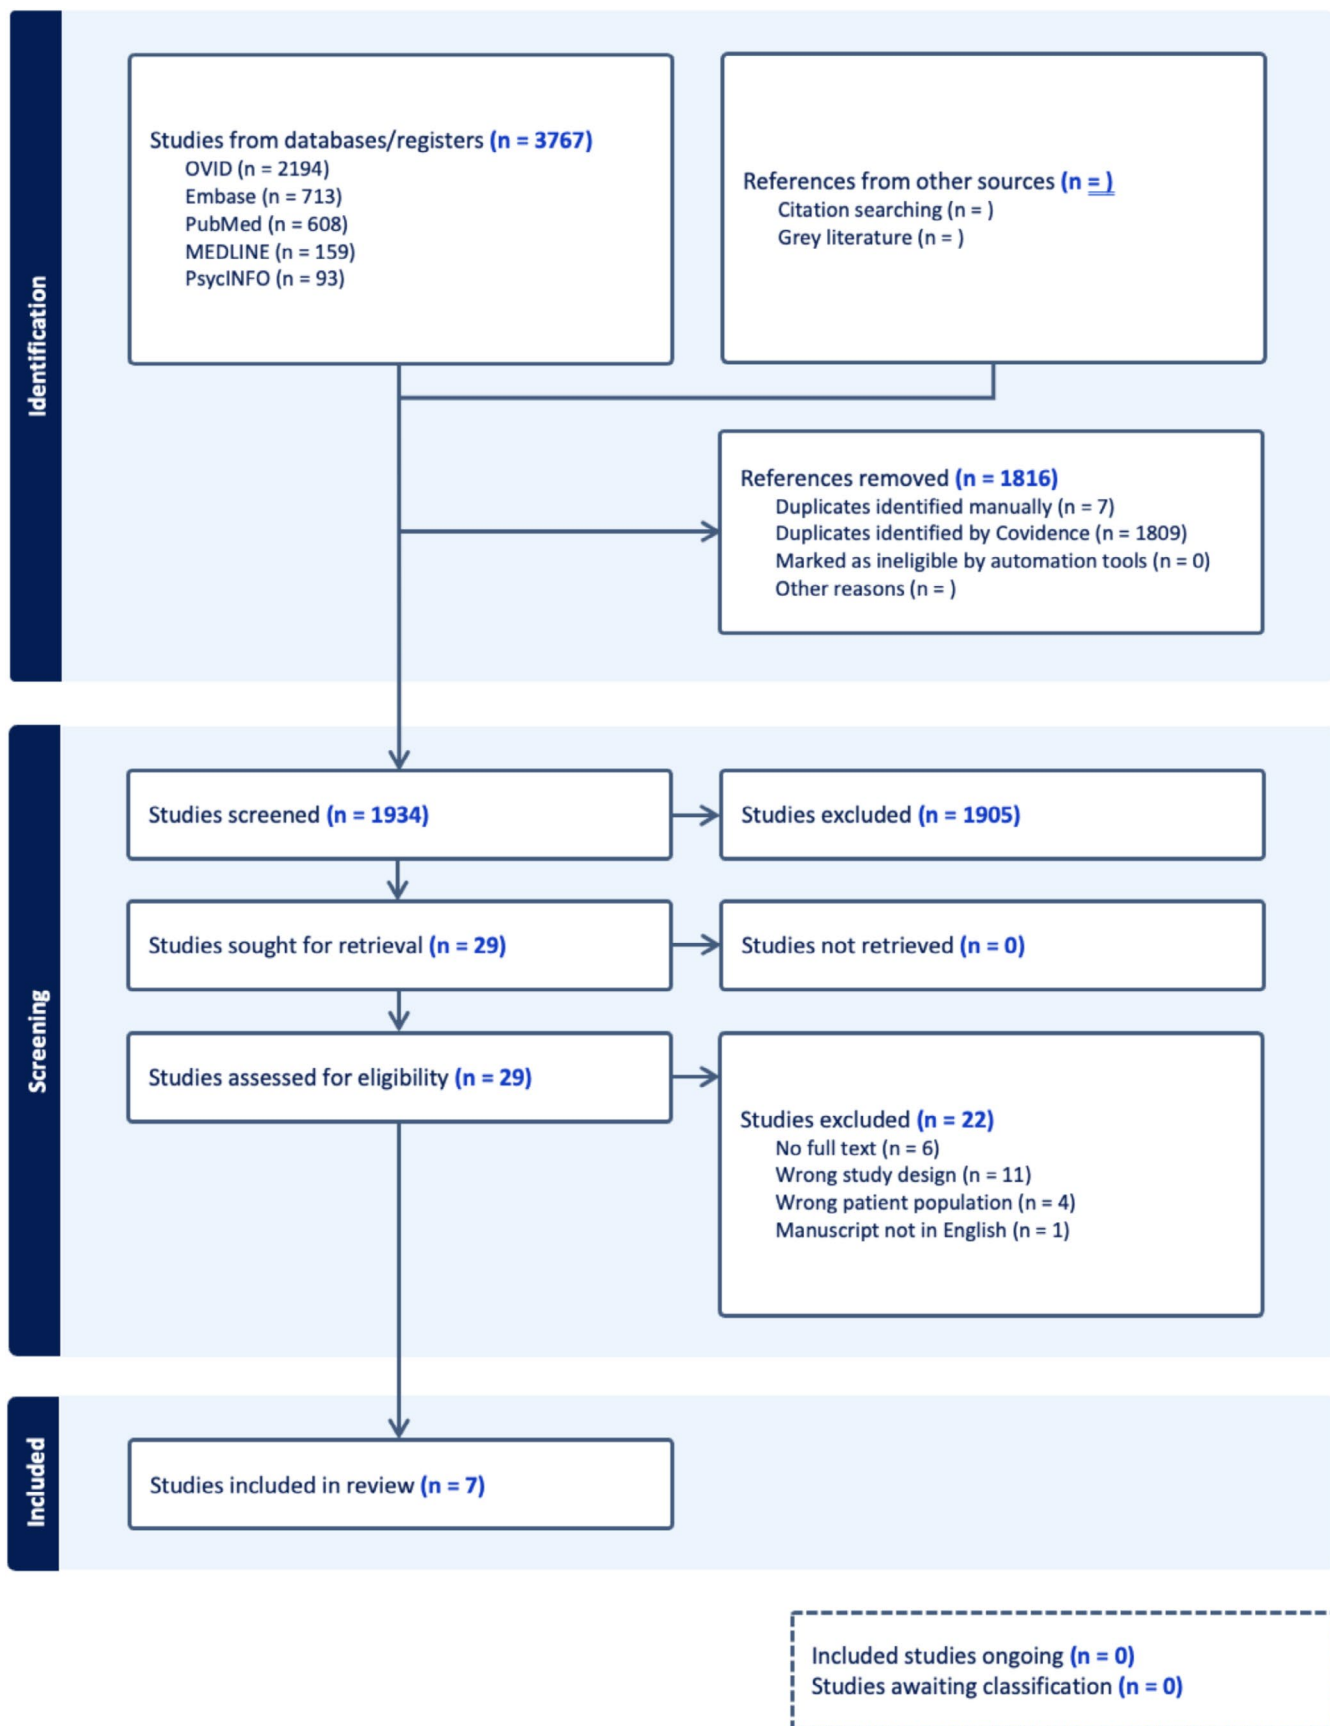 Identification
Studies from databases/registers (n = 3767)
OVID (n = 2194)
Embase (n = 713)
PubMed (n = 608)
MEDLINE (n = 159)
PsycINFO (n = 93)
References from other sources (n = )
Citation searching (n = )
Grey literature (n = )
References removed (n = 1816)
Duplicates identified manually (n = 7)
Duplicates identified by Covidence (n = 1809)
Marked as ineligible by automation tools (n = 0)
Other reasons (n = )
Screening
Studies screened (n = 1934)
Studies excluded (n = 1905)
Studies sought for retrieval (n = 29)
Studies not retrieved (n = 0)
Studies assessed for eligibility (n = 29)
Studies excluded (n = 22)
No full text (n = 6)
Wrong study design (n = 11)
Wrong patient population (n = 4)
Manuscript not in English (n = 1)
Included
Studies included in review (n = 7)
Included studies ongoing (n = 0)
Studies awaiting classification (n = 0)